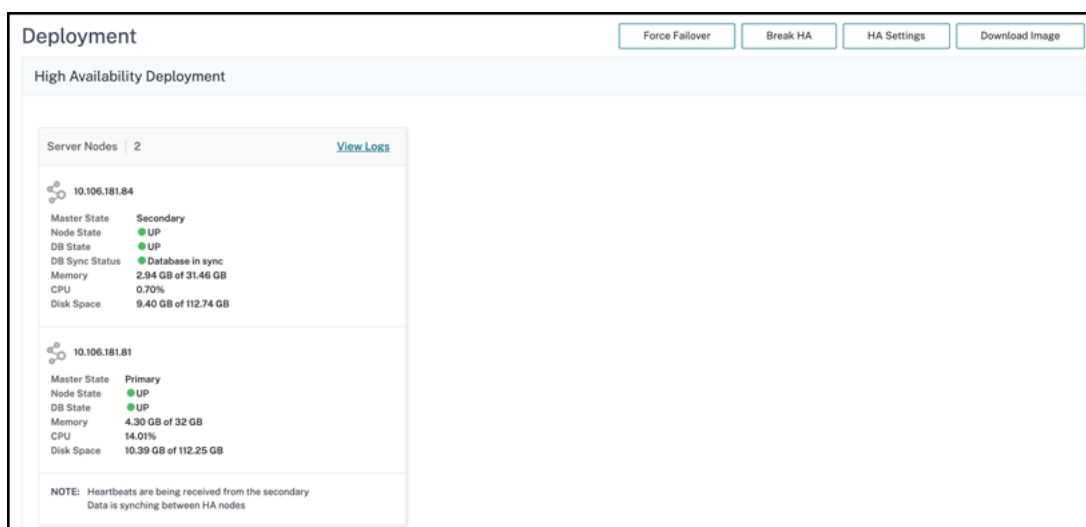 Deployment
Force Failover
Break HA
HA Settings
Download Image
High Availability Deployment
Server Nodes | 2
View Logs
10.106.181.84
Master State Secondary
Node State UP
DB State UP
DB Sync Status Database in sync
Memory 2.94 GB of 31.46 GB
CPU 0.70%
Disk Space 9.40 GB of 112.74 GB
10.106.181.81
Master State Primary
Node State UP
DB State UP
Memory 4.30 GB of 32 GB
CPU 14.01%
Disk Space 10.39 GB of 112.25 GB
NOTE: Heartbeats are being received from the secondary
Data is synching between HA nodes